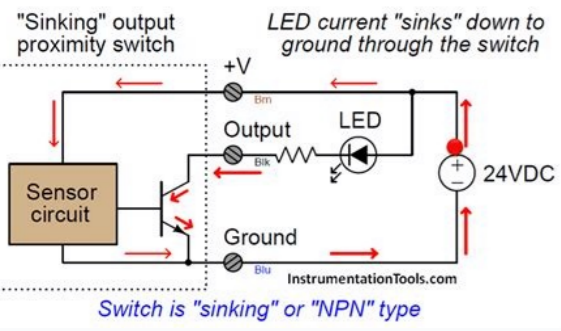 "Sinking" output
proximity switch
LED current "sinks" down to
ground through the switch
+V
Brn
Output
LED
Blk
Sensor
circuit
+
−
24VDC
Ground
Blu
InstrumentationTools.com
Switch is "sinking" or "NPN" type